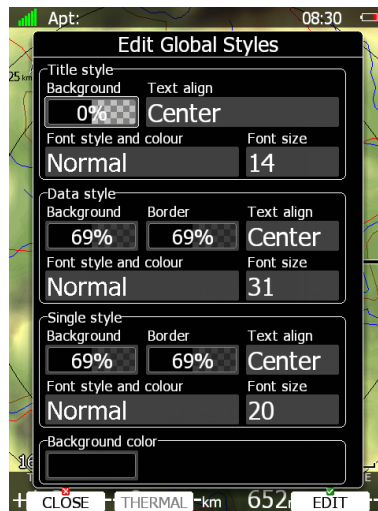 Apt: 08:30
Edit Global Styles
25 km
Title style
Background Text align
0% Center
Font style and colour Font size
Normal 14
Data style
Background Border Text align
69% 69% Center
Font style and colour Font size
Normal 31
Single style
Background Border Text align
69% 69% Center
Font style and colour Font size
Normal 20
Background color
CLOSE THERMAL km 652 EDIT